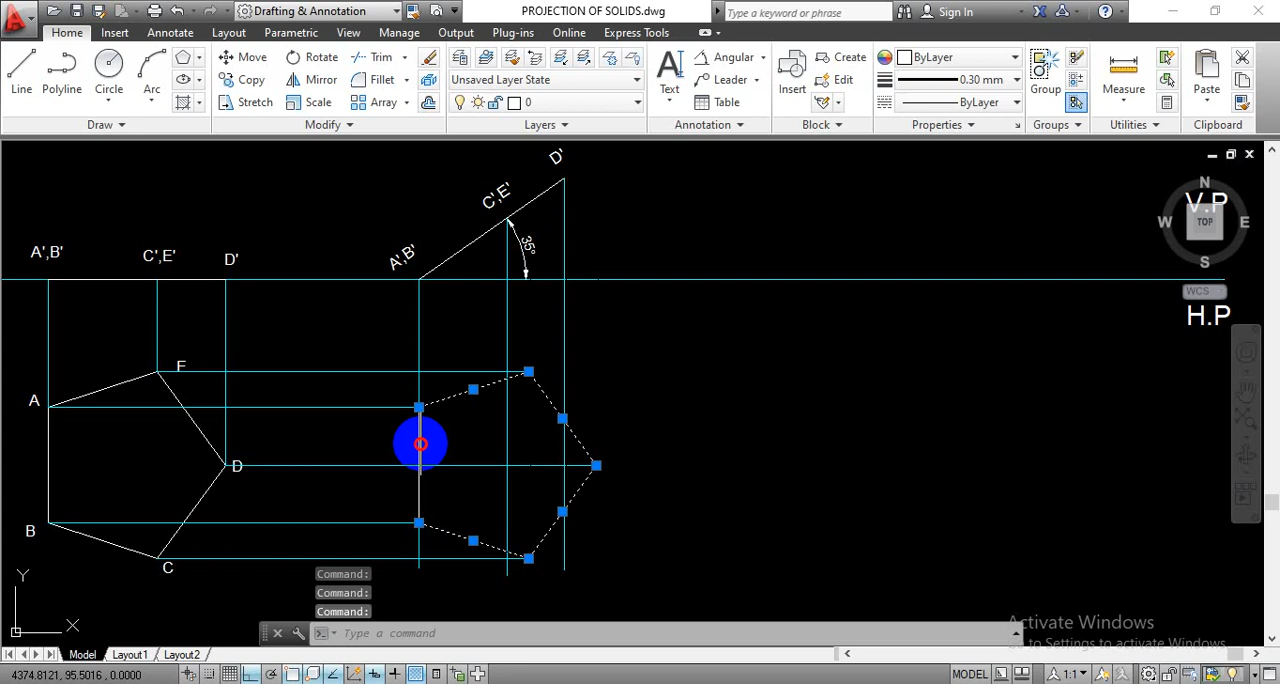 Drafting & Annotation
PROJECTION OF SOLIDS.dwg
Type a keyword or phrase
Sign In
Home Insert Annotate Layout Parametric View Manage Output Plug-ins Online Express Tools
Line
Polyline
Circle
Arc
Draw
Move
Rotate
Trim
Copy
Mirror
Fillet
Stretch
Scale
Array
Modify
Unsaved Layer State
0
Layers
Text
Angular
Leader
Table
Annotation
Insert
Create
Edit
Block
ByLayer
0.30 mm
ByLayer
Properties
Group
Groups
Measure
Utilities
Paste
Clipboard
D'
C',E'
A',B'
35°
A',B'
C',E'
D'
N
V.P
W
TOP
E
S
WCS
H.P
E
A
D
B
C
Y
X
Command:
Command:
Command:
Type a command
Activate Windows
Go to Settings to activate Windows.
Model Layout1 Layout2
4374.8121, 95.5016, 0.0000
MODEL
1:1